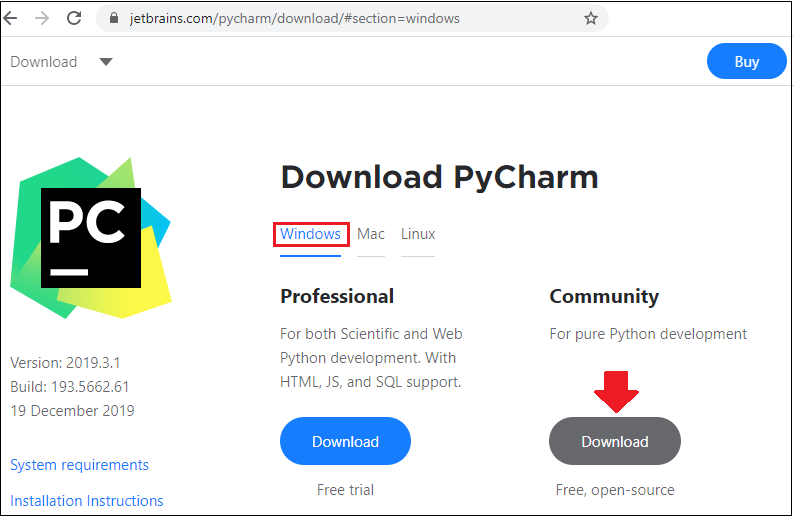 jetbrains.com/pycharm/download/#section=windows
Download
Buy
PC
Download PyCharm
Windows Mac Linux
Professional
For both Scientific and Web
Python development. With
HTML, JS, and SQL support.
Download
Free trial
Community
For pure Python development
Download
Free, open-source
Version: 2019.3.1
Build: 193.5662.61
19 December 2019
System requirements
Installation Instructions